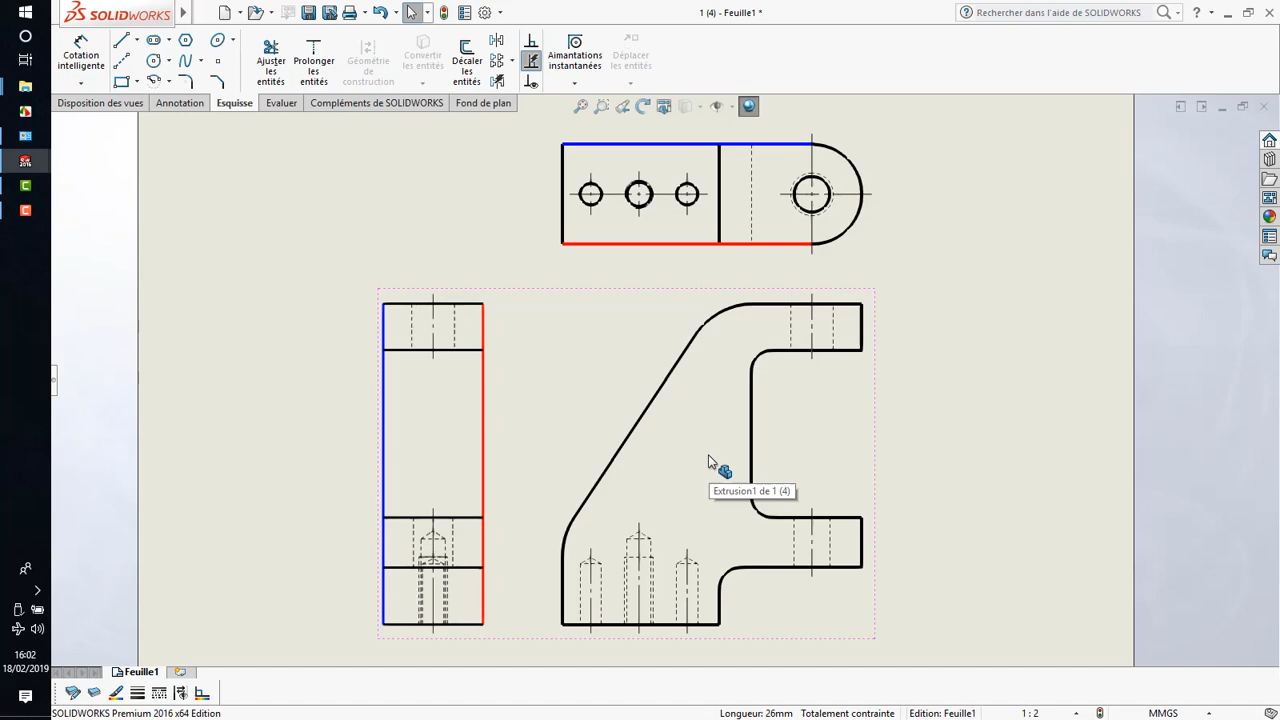 SOLIDWORKS
1 (4) - Feuille1 *
Rechercher dans l'aide de SOLIDWORKS
?
Cotation
intelligente
Ajuster
les
entités
Prolonger
les
entités
Géométrie
de
construction
Convertir
les entités
Décaler
les
entités
Aimantations
instantanées
Déplacer
les entités
Disposition des vues
Annotation
Esquisse
Evaluer
Compléments de SOLIDWORKS
Fond de plan
Extrusion1 de 1 (4)
16:02
18/02/2019
Feuille1
SOLIDWORKS Premium 2016 x64 Edition
Longueur: 26mm
Totalement contrainte
Edition: Feuille1
1 : 2
MMGS